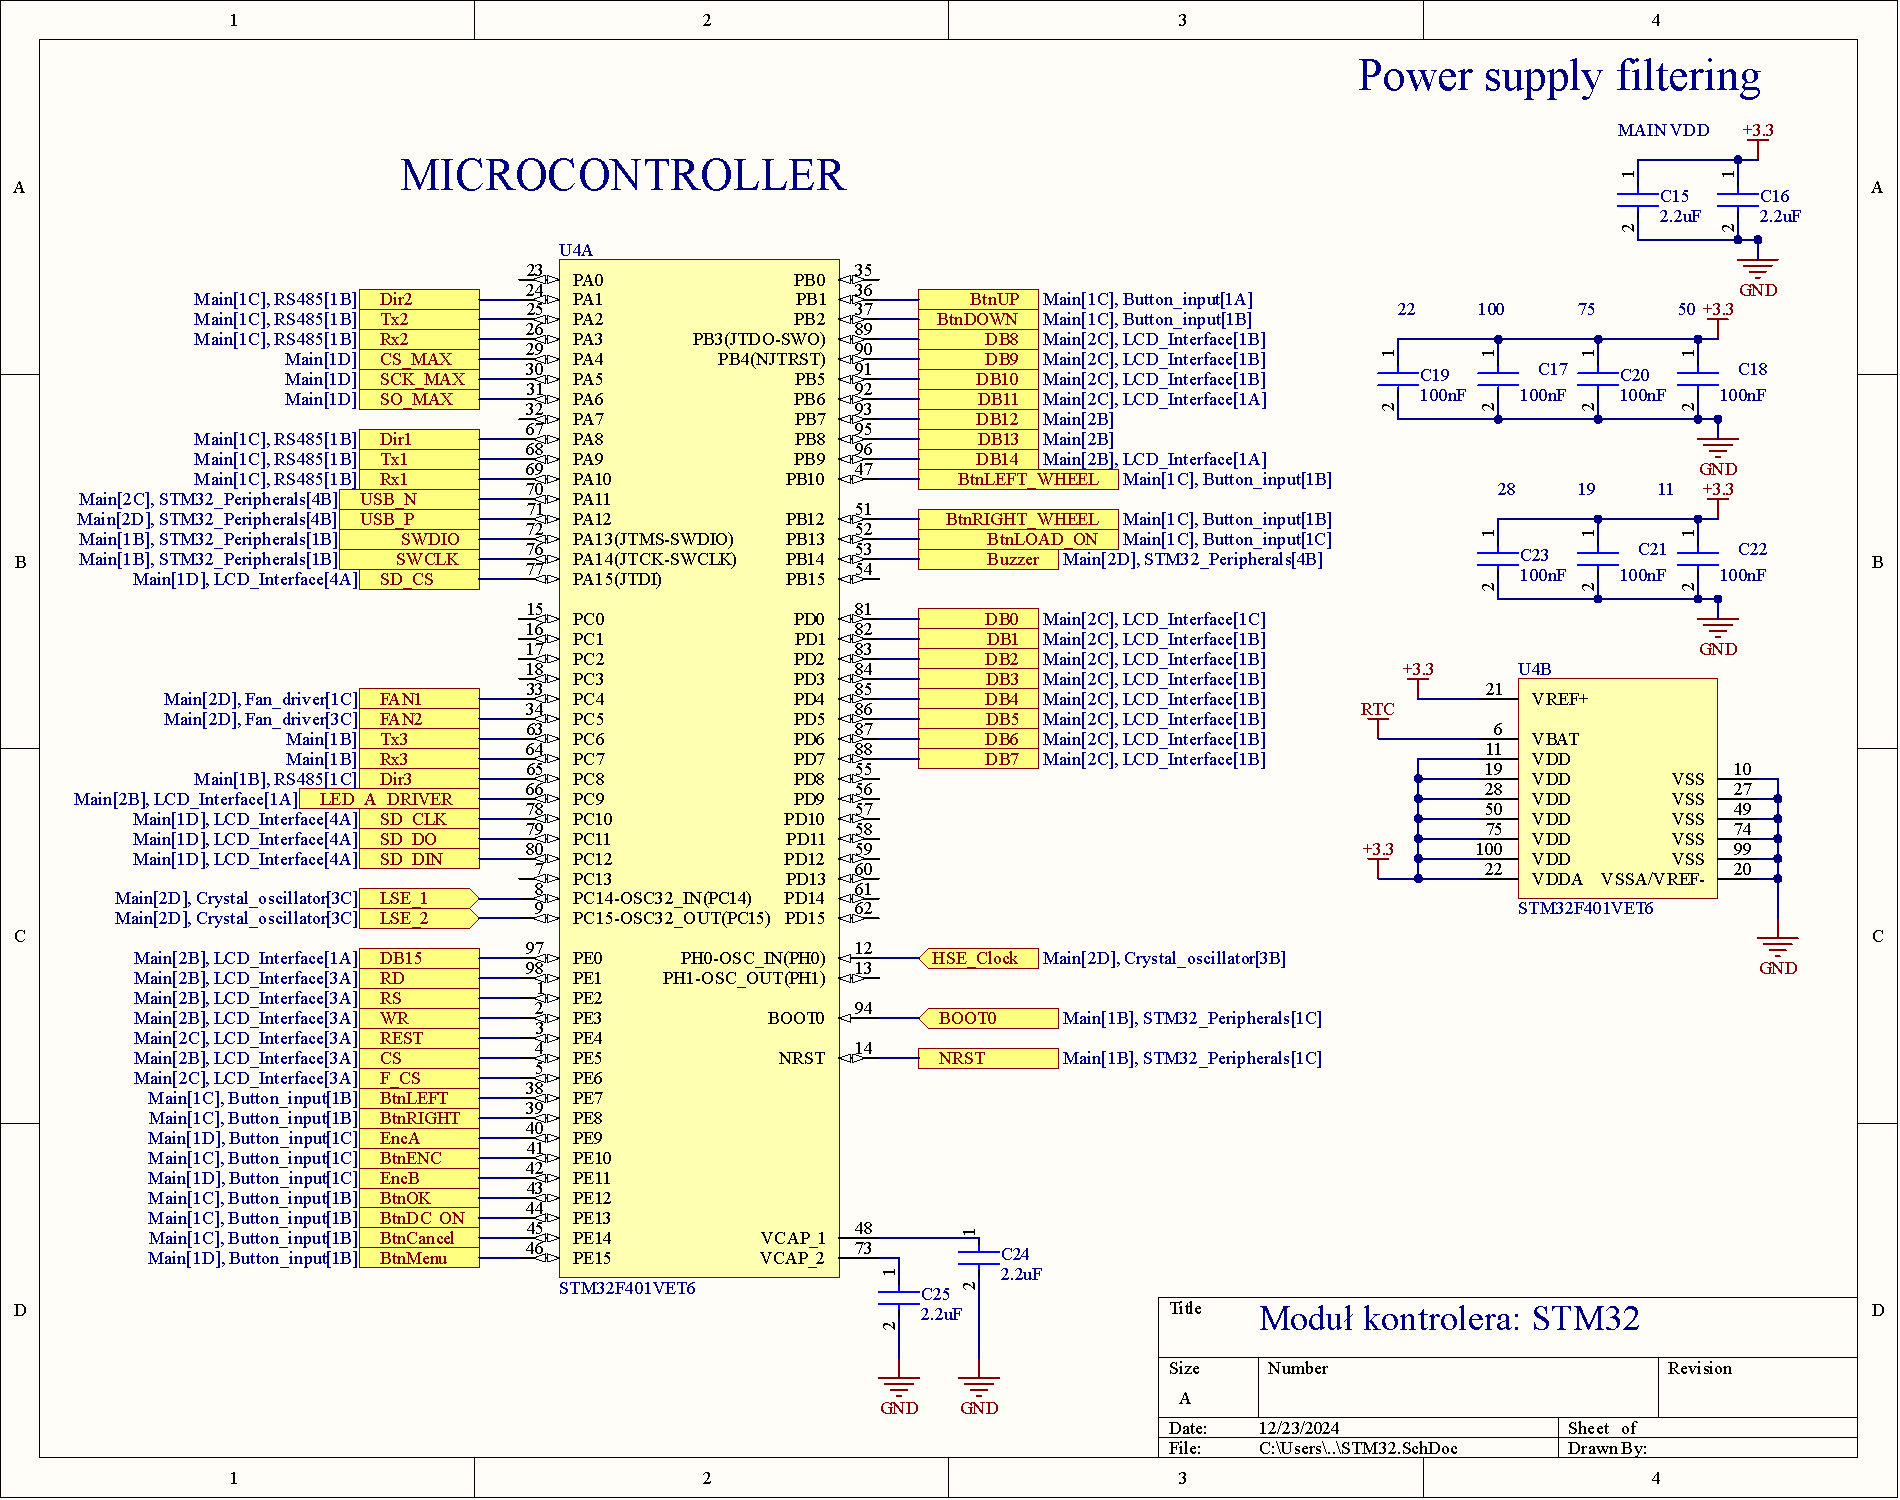 1 2 3 4
Power supply filtering
MAIN VDD +3.3
1 1
C15 C16
2.2uF 2.2uF
2 2
GND
MICROCONTROLLER
A A
B B
C C
D D
U4A
23 PA0
Main[1C], RS485[1B] Dir2 24 PA1
Main[1C], RS485[1B] Tx2 25 PA2
Main[1C], RS485[1B] Rx2 26 PA3
Main[1D] CS_MAX 29 PA4
Main[1D] SCK_MAX 30 PA5
Main[1D] SO_MAX 31 PA6
32 PA7
Main[1C], RS485[1B] Dir1 67 PA8
Main[1C], RS485[1B] Tx1 68 PA9
Main[1C], RS485[1B] Rx1 69 PA10
Main[2C], STM32_Peripherals[4B] USB_N 70 PA11
Main[2D], STM32_Peripherals[4B] USB_P 71 PA12
Main[1B], STM32_Peripherals[1B] SWDIO 72 PA13(JTMS-SWDIO)
Main[1B], STM32_Peripherals[1B] SWCLK 76 PA14(JTCK-SWCLK)
Main[1D], LCD_Interface[4A] SD_CS 77 PA15(JTDI)
15 PC0
16 PC1
17 PC2
18 PC3
Main[2D], Fan_driver[1C] FAN1 33 PC4
Main[2D], Fan_driver[3C] FAN2 34 PC5
Main[1B] Tx3 63 PC6
Main[1B] Rx3 64 PC7
Main[1B], RS485[1C] Dir3 65 PC8
Main[2B], LCD_Interface[1A] LED_A_DRIVER 66 PC9
Main[1D], LCD_Interface[4A] SD_CLK 78 PC10
Main[1D], LCD_Interface[4A] SD_DO 79 PC11
Main[1D], LCD_Interface[4A] SD_DIN 80 PC12
7 PC13
Main[2D], Crystal_oscillator[3C] LSE_1 8 PC14-OSC32_IN(PC14)
Main[2D], Crystal_oscillator[3C] LSE_2 9 PC15-OSC32_OUT(PC15)
Main[2B], LCD_Interface[1A] DB15 97 PE0
Main[2B], LCD_Interface[3A] RD 98 PE1
Main[2B], LCD_Interface[3A] RS 1 PE2
Main[2B], LCD_Interface[3A] WR 2 PE3
Main[2C], LCD_Interface[3A] REST 3 PE4
Main[2B], LCD_Interface[3A] CS 4 PE5
Main[2C], LCD_Interface[3A] F_CS 5 PE6
Main[1C], Button_input[1B] BtnLEFT 38 PE7
Main[1C], Button_input[1B] BtnRIGHT 39 PE8
Main[1D], Button_input[1C] EncA 40 PE9
Main[1C], Button_input[1C] BtnENC 41 PE10
Main[1D], Button_input[1C] EncB 42 PE11
Main[1C], Button_input[1B] BtnOK 43 PE12
Main[1C], Button_input[1B] BtnDC_ON 44 PE13
Main[1C], Button_input[1B] BtnCancel 45 PE14
Main[1D], Button_input[1B] BtnMenu 46 PE15
STM32F401VET6
PB0 35
PB1 36 BtnUP Main[1C], Button_input[1A]
PB2 37 BtnDOWN Main[1C], Button_input[1B]
PB3(JTDO-SWO) 89 DB8 Main[2C], LCD_Interface[1B]
PB4(NJTRST) 90 DB9 Main[2C], LCD_Interface[1B]
PB5 91 DB10 Main[2C], LCD_Interface[1B]
PB6 92 DB11 Main[2C], LCD_Interface[1A]
PB7 93 DB12 Main[2B]
PB8 95 DB13 Main[2B]
PB9 96 DB14 Main[2B], LCD_Interface[1A]
PB10 47 BtnLEFT_WHEEL Main[1C], Button_input[1B]
PB12 51 BtnRIGHT_WHEEL Main[1C], Button_input[1B]
PB13 52 BtnLOAD_ON Main[1C], Button_input[1C]
PB14 53 Buzzer Main[2D], STM32_Peripherals[4B]
PB15 54
PD0 81 DB0 Main[2C], LCD_Interface[1C]
PD1 82 DB1 Main[2C], LCD_Interface[1B]
PD2 83 DB2 Main[2C], LCD_Interface[1B]
PD3 84 DB3 Main[2C], LCD_Interface[1B]
PD4 85 DB4 Main[2C], LCD_Interface[1B]
PD5 86 DB5 Main[2C], LCD_Interface[1B]
PD6 87 DB6 Main[2C], LCD_Interface[1B]
PD7 88 DB7 Main[2C], LCD_Interface[1B]
PD8 55
PD9 56
PD10 57
PD11 58
PD12 59
PD13 60
PD14 61
PD15 62
PH0-OSC_IN(PH0) 12 HSE_Clock Main[2D], Crystal_oscillator[3B]
PH1-OSC_OUT(PH1) 13
BOOT0 94 BOOT0 Main[1B], STM32_Peripherals[1C]
NRST 14 NRST Main[1B], STM32_Peripherals[1C]
VCAP_1 48
VCAP_2 73
1 C24 2.2uF 2
1 C25 2.2uF 2
GND GND
22 100 75 50 +3.3
1 1 1 1
C19 C17 C20 C18
100nF 100nF 100nF 100nF
2 2 2 2
GND
28 19 11 +3.3
1 1 1
C23 C21 C22
100nF 100nF 100nF
2 2 2
GND
+3.3 U4B
21 VREF+
RTC
6 VBAT
11 VDD
19 VDD VSS 10
28 VDD VSS 27
50 VDD VSS 49
75 VDD VSS 74
+3.3 100 VDD VSS 99
22 VDDA VSSA/VREF- 20
STM32F401VET6
GND
Title Moduł kontrolera: STM32
Size Number Revision
A
Date: 12/23/2024 Sheet of
File: C:\Users\..\STM32.SchDoc Drawn By:
1 2 3 4